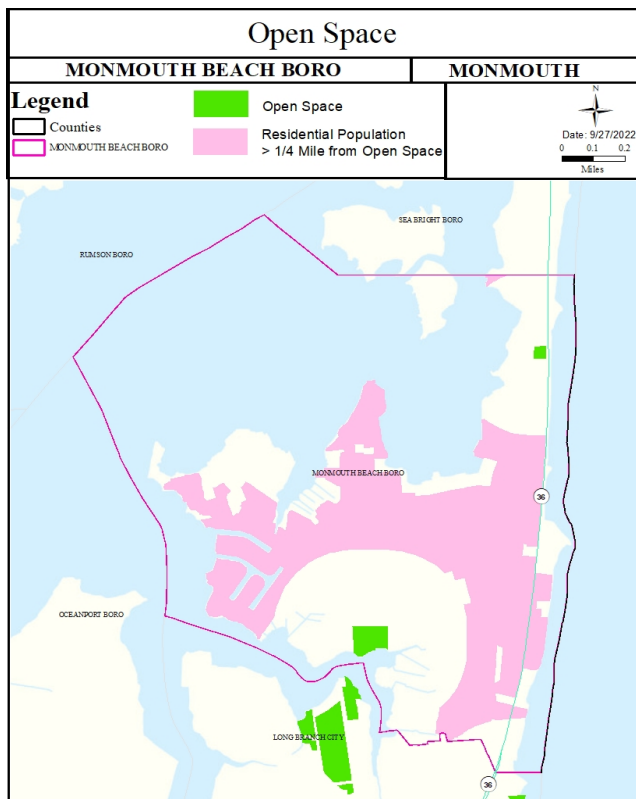 Open Space
MONMOUTH BEACH BORO
MONMOUTH
Legend
Counties
MONMOUTH BEACH BORO
Open Space
Residential Population
> 1/4 Mile from Open Space
N
Date: 9/27/2022
0 0.1 0.2
Miles
SEA BRIGHT BORO
RUMSON BORO
MONMOUTH BEACH BORO
36
OCEANPORT BORO
LONG BRANCH CITY
36